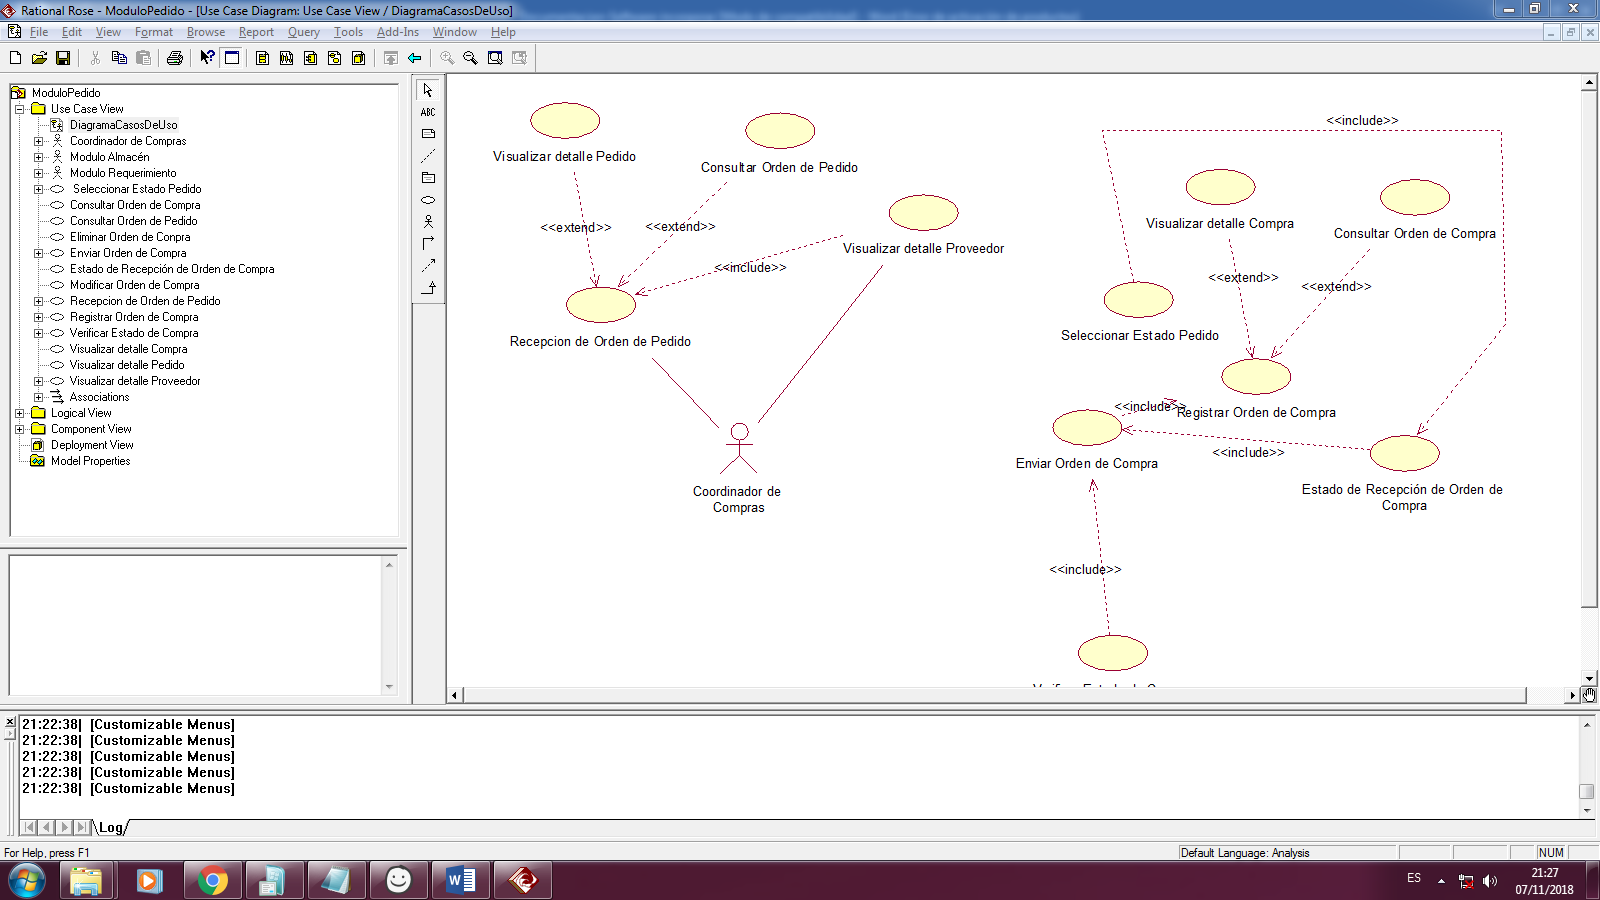 Rational Rose - ModuloPedido - [Use Case Diagram: Use Case View / DiagramaCasosDeUso]
File Edit View Format Browse Report Query Tools Add-Ins Window Help
ABC
ModuloPedido
Use Case View
DiagramaCasosDeUso
Coordinador de Compras
Modulo Almacén
Modulo Requerimiento
Seleccionar Estado Pedido
Consultar Orden de Compra
Consultar Orden de Pedido
Eliminar Orden de Conpra
Enviar Orden de Compra
Estado de Recepción de Orden de Compra
Modificar Orden de Compra
Recepcion de Orden de Pedido
Registrar Orden de Compra
Verificar Estado de Compra
Visualizar detalle Compra
Visualizar detalle Pedido
Visualizar detalle Proveedor
Associations
Logical View
Component View
Deployment View
Model Properties
Visualizar detalle Pedido
Consultar Orden de Pedido
Visualizar detalle Proveedor
<<extend>>
<<extend>>
<<include>>
Recepcion de Orden de Pedido
Coordinador de
Compras
<<include>>
Visualizar detalle Compra
Consultar Orden de Compra
<<extend>>
<<extend>>
Seleccionar Estado Pedido
<<include>>
Registrar Orden de Compra
<<include>>
Enviar Orden de Compra
Estado de Recepción de Orden de
Compra
<<include>>
21:22:38| [Customizable Menus]
21:22:38| [Customizable Menus]
21:22:38| [Customizable Menus]
21:22:38| [Customizable Menus]
21:22:38| [Customizable Menus]
Log
For Help, press F1
Default Language: Analysis
NUM
ES
21:27
07/11/2018